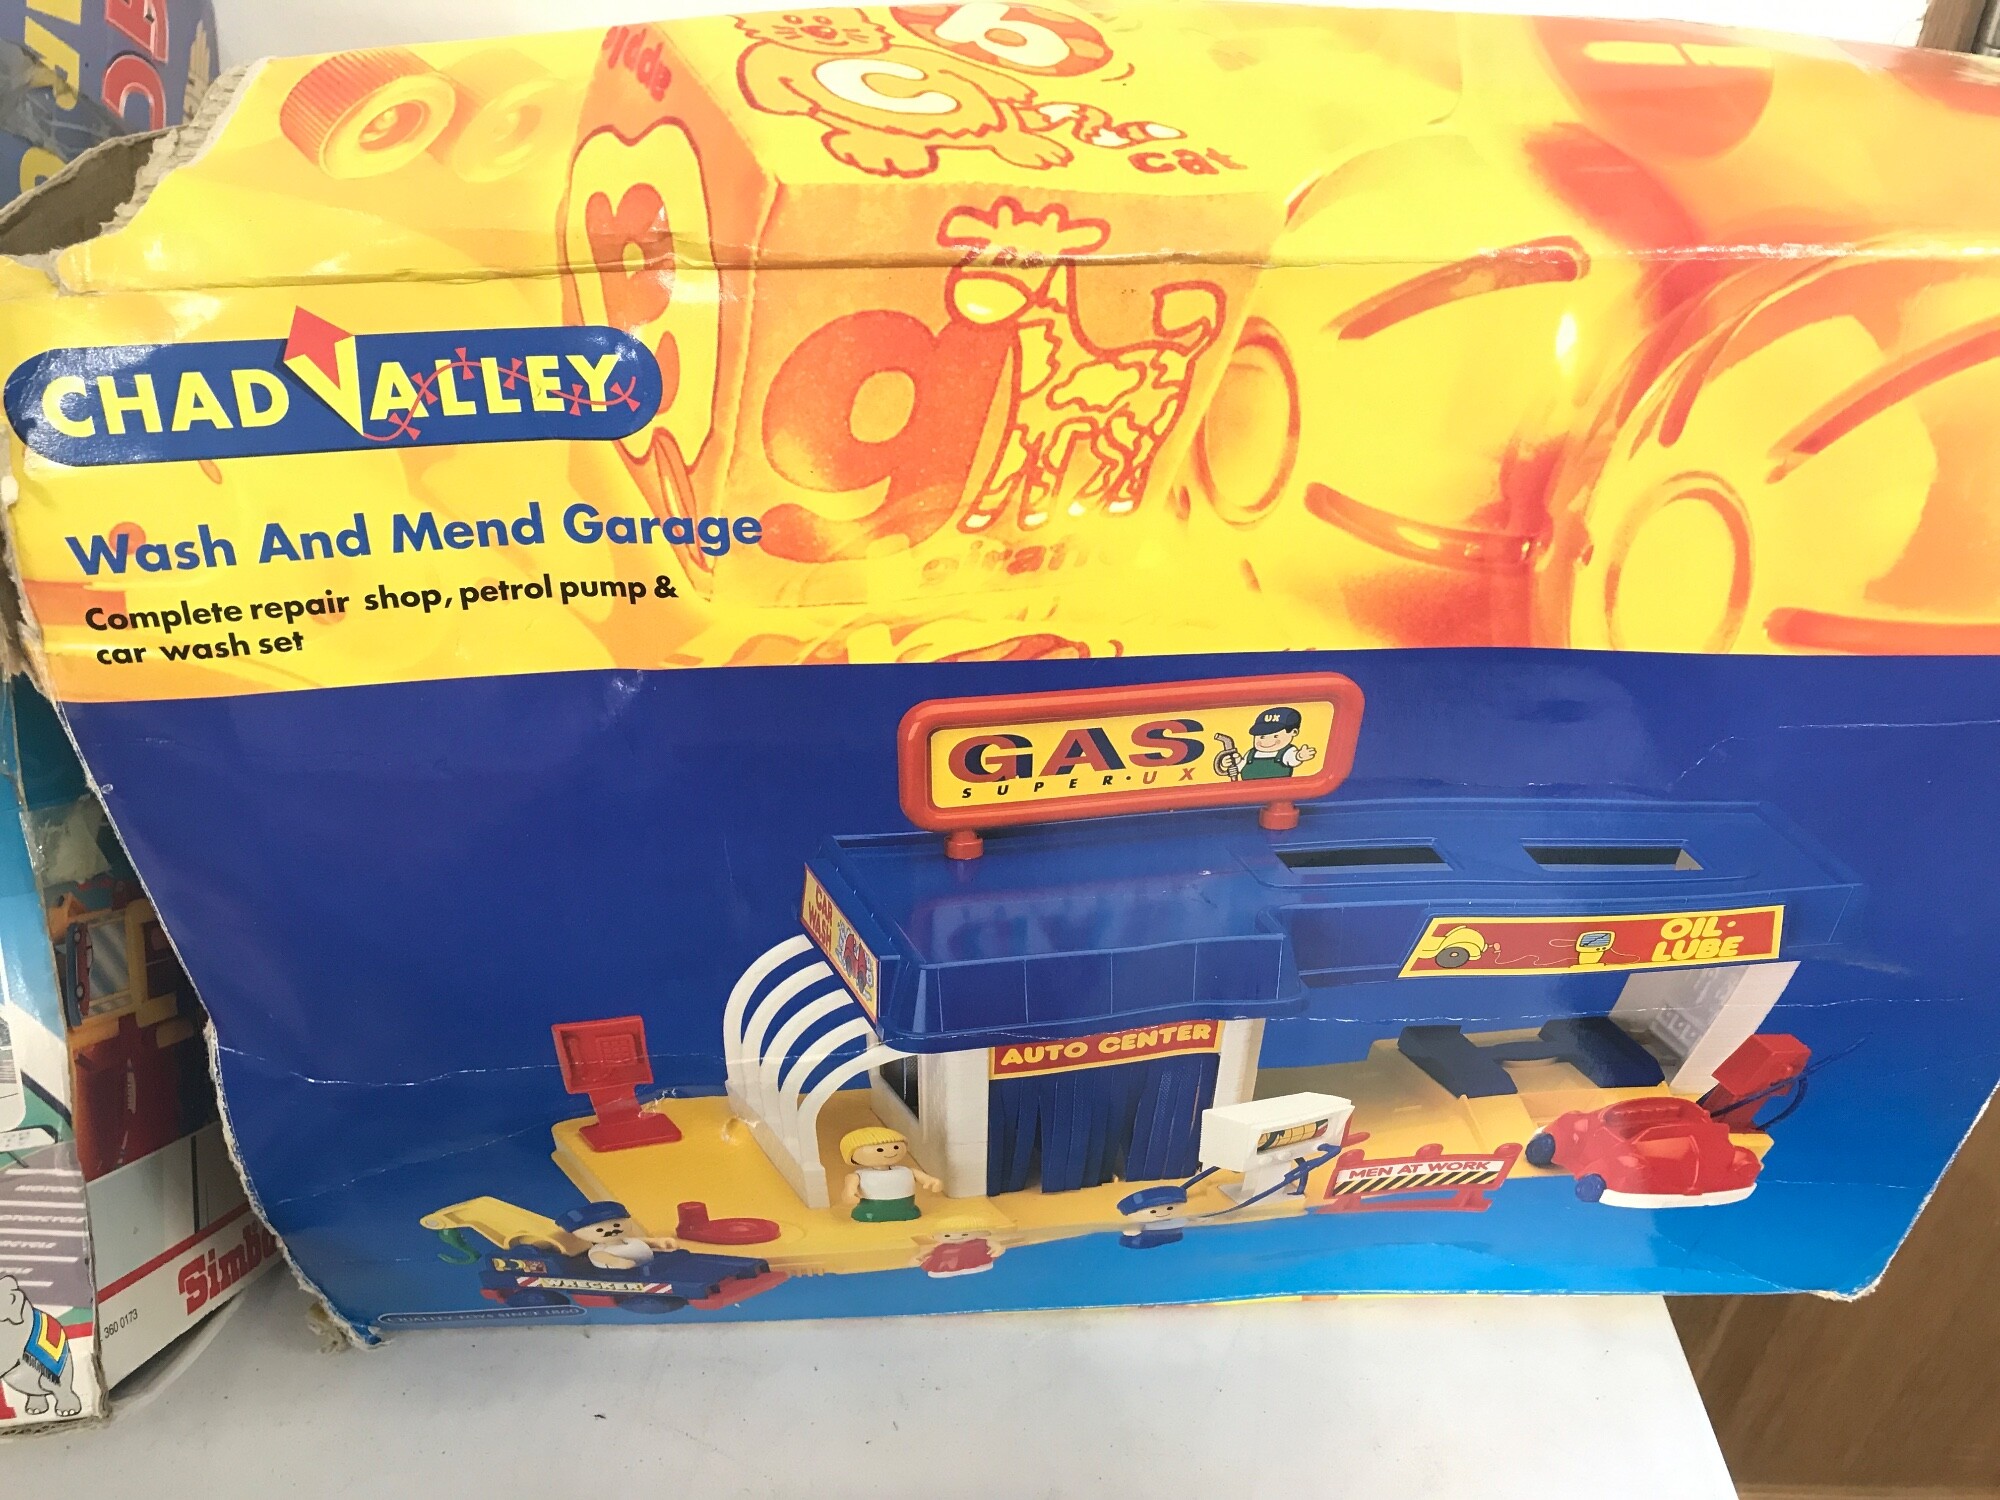 b
C
cat
g
CHAD VALLEY
Wash And Mend Garage
Complete repair shop, petrol pump &
car wash set
GAS
SUPER·UX
UX
CAR
WASH
OIL·
LUBE
AUTO CENTER
MEN AT WORK
WRECKER
QUALITY TOYS SINCE 1860
360 0173